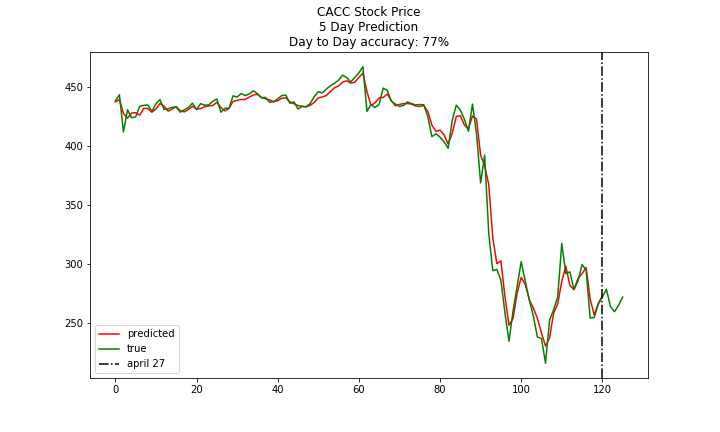 CACC Stock Price
5 Day Prediction
Day to Day accuracy: 77%
450
400
350
300
250
predicted
true
april 27
0 20 40 60 80 100 120